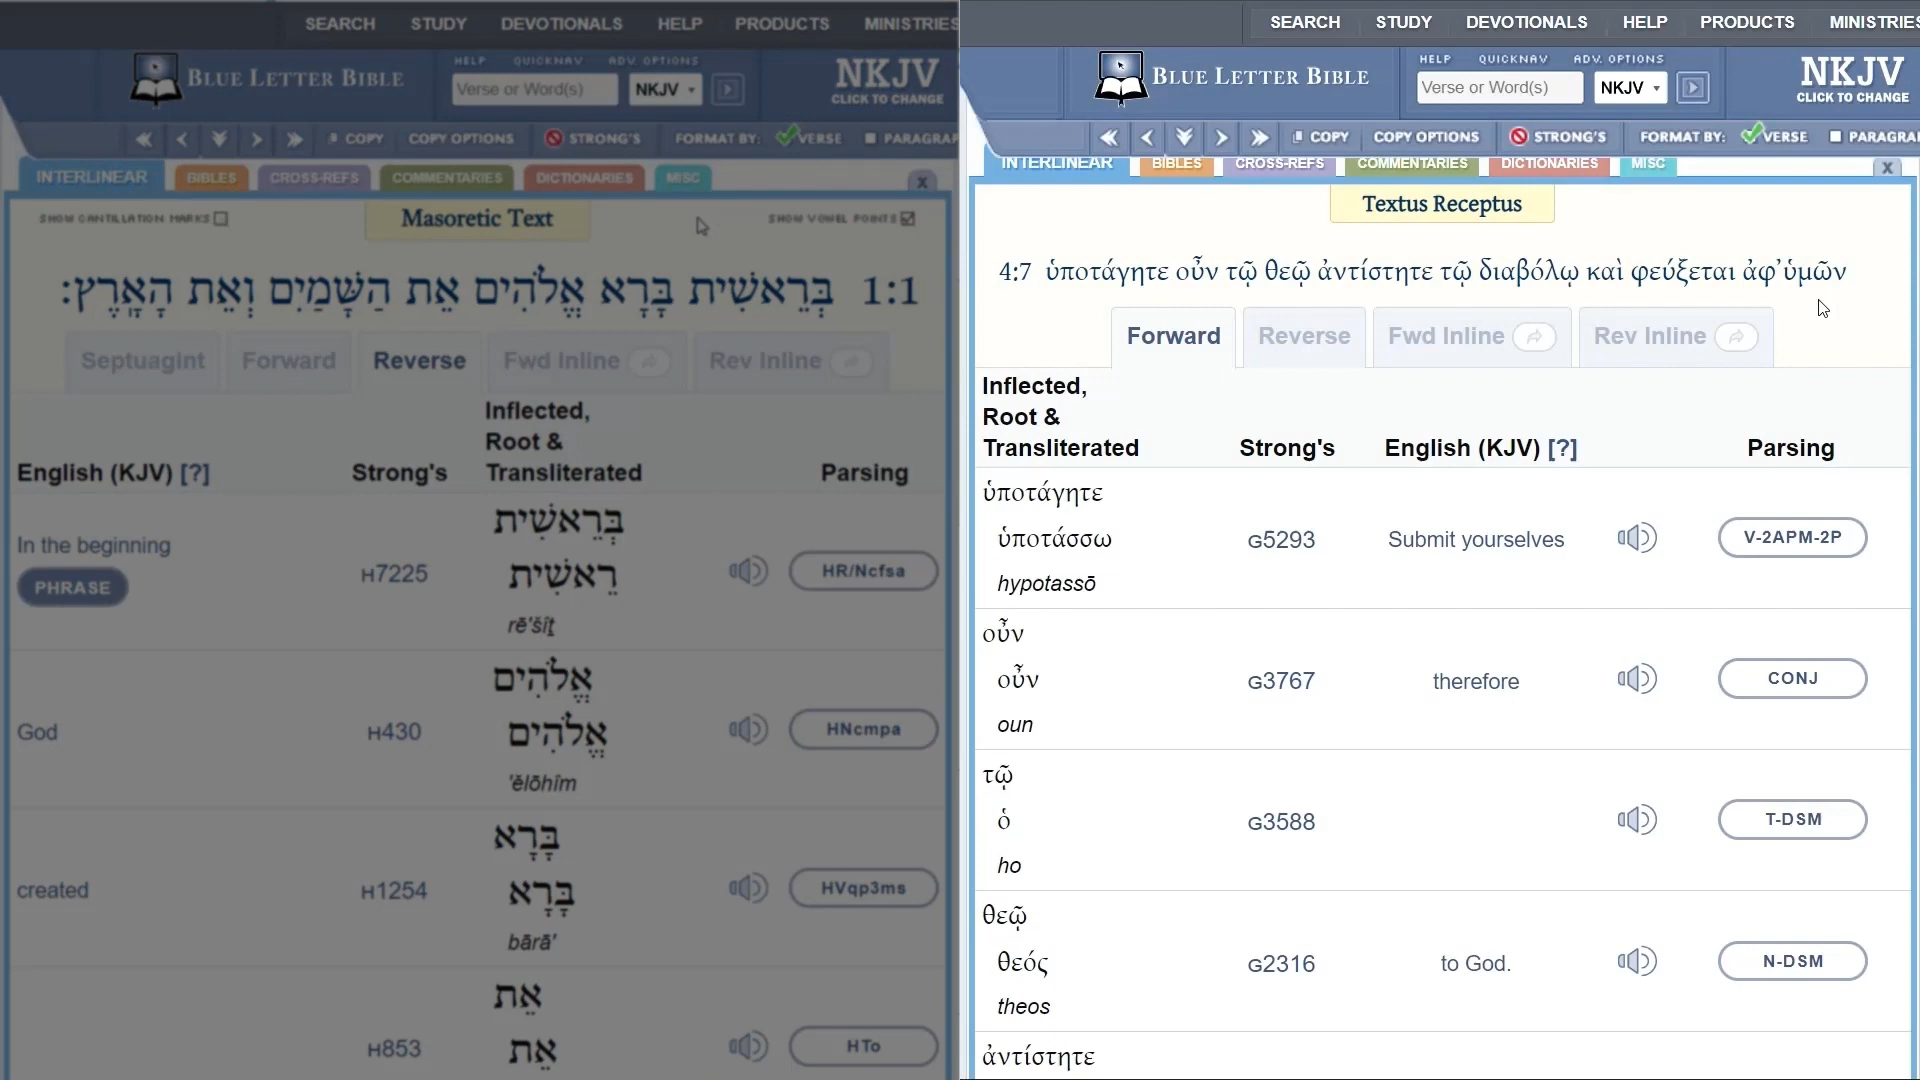 SEARCH STUDY DEVOTIONALS HELP PRODUCTS MINISTRIES
HELP QUICKNAV ADV. OPTIONS
BLUE LETTER BIBLE Verse or Word(s) NKJV NKJV
CLICK TO CHANGE
COPY COPY OPTIONS STRONG'S FORMAT BY: VERSE PARAGRA
INTERLINEAR BIBLES CROSS-REFS COMMENTARIES DICTIONARIES MISC X
SHOW CANTILLATION MARKS Masoretic Text SHOW VOWEL POINTS
1:1 בְּרֵאשִׁית בָּרָא אֱלֹהִים אֵת הַשָּׁמַיִם וְאֵת הָאָֽרֶץ׃
Septuagint Forward Reverse Fwd Inline Rev Inline
English (KJV) [?] Strong's Inflected, Root & Transliterated Parsing
בְּרֵאשִׁית
In the beginning H7225 רֵאשִׁית HR/Ncfsa
PHRASE
rē'šîṯ
אֱלֹהִים
God H430 אֱלֹהִים HNcmpa
'ĕlōhîm
בָּרָא
created H1254 בָּרָא HVqp3ms
bārā'
אֵת
H853 אֵת HTo
SEARCH STUDY DEVOTIONALS HELP PRODUCTS MINISTRIES
HELP QUICKNAV ADV. OPTIONS
BLUE LETTER BIBLE Verse or Word(s) NKJV NKJV
CLICK TO CHANGE
COPY COPY OPTIONS STRONG'S FORMAT BY: VERSE PARAGRA
INTERLINEAR BIBLES CROSS-REFS COMMENTARIES DICTIONARIES MISC X
Textus Receptus
4:7 ὑποτάγητε οὖν τῷ θεῷ ἀντίστητε τῷ διαβόλῳ καὶ φεύξεται ἀφ᾽ὑμῶν
Forward Reverse Fwd Inline Rev Inline
Inflected,
Root &
Transliterated Strong's English (KJV) [?] Parsing
ὑποτάγητε
ὑποτάσσω G5293 Submit yourselves V-2APM-2P
hypotassō
οὖν
οὖν G3767 therefore CONJ
oun
τῷ
ὁ G3588 T-DSM
ho
θεῷ
θεός G2316 to God. N-DSM
theos
ἀντίστητε